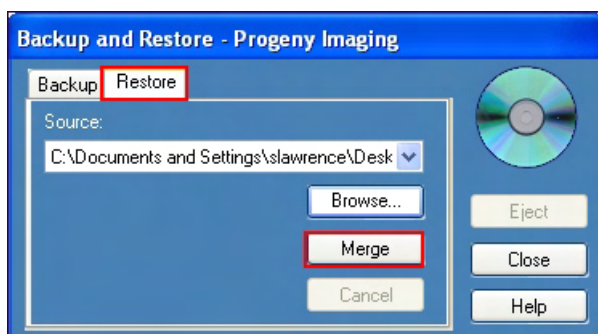 Backup and Restore - Progeny Imaging
Backup Restore
Source:
C:\Documents and Settings\slawrence\Desk
Browse...
Eject
Merge
Close
Cancel
Help